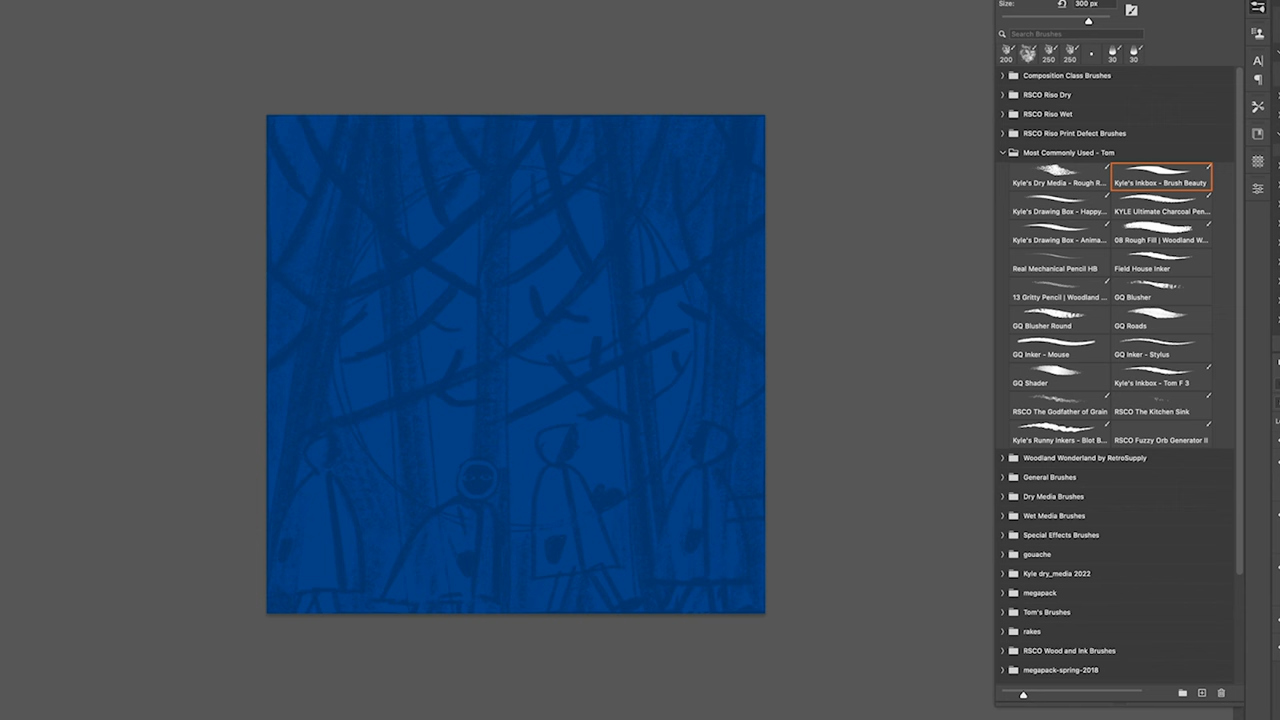 Size: 300 px
Search Brushes
200 250 250 30 30
Composition Class Brushes
RSCO Riso Dry
RSCO Riso Wet
RSCO Riso Print Defect Brushes
Most Commonly Used - Tom
Kyle's Dry Media - Rough R... Kyle's Inkbox - Brush Beauty
Kyle's Drawing Box - Happy... KYLE Ultimate Charcoal Pen...
Kyle's Drawing Box - Anima... 08 Rough Fill | Woodland W...
Real Mechanical Pencil HB Field House Inker
13 Gritty Pencil | Woodland ... GQ Blusher
GQ Blusher Round GQ Roads
GQ Inker - Mouse GQ Inker - Stylus
GQ Shader Kyle's Inkbox - Tom F 3
RSCO The Godfather of Grain RSCO The Kitchen Sink
Kyle's Runny Inkers - Blot B... RSCO Fuzzy Orb Generator II
Woodland Wonderland by RetroSupply
General Brushes
Dry Media Brushes
Wet Media Brushes
Special Effects Brushes
gouache
Kyle dry_media 2022
megapack
Tom's Brushes
rakes
RSCO Wood and Ink Brushes
megapack-spring-2018